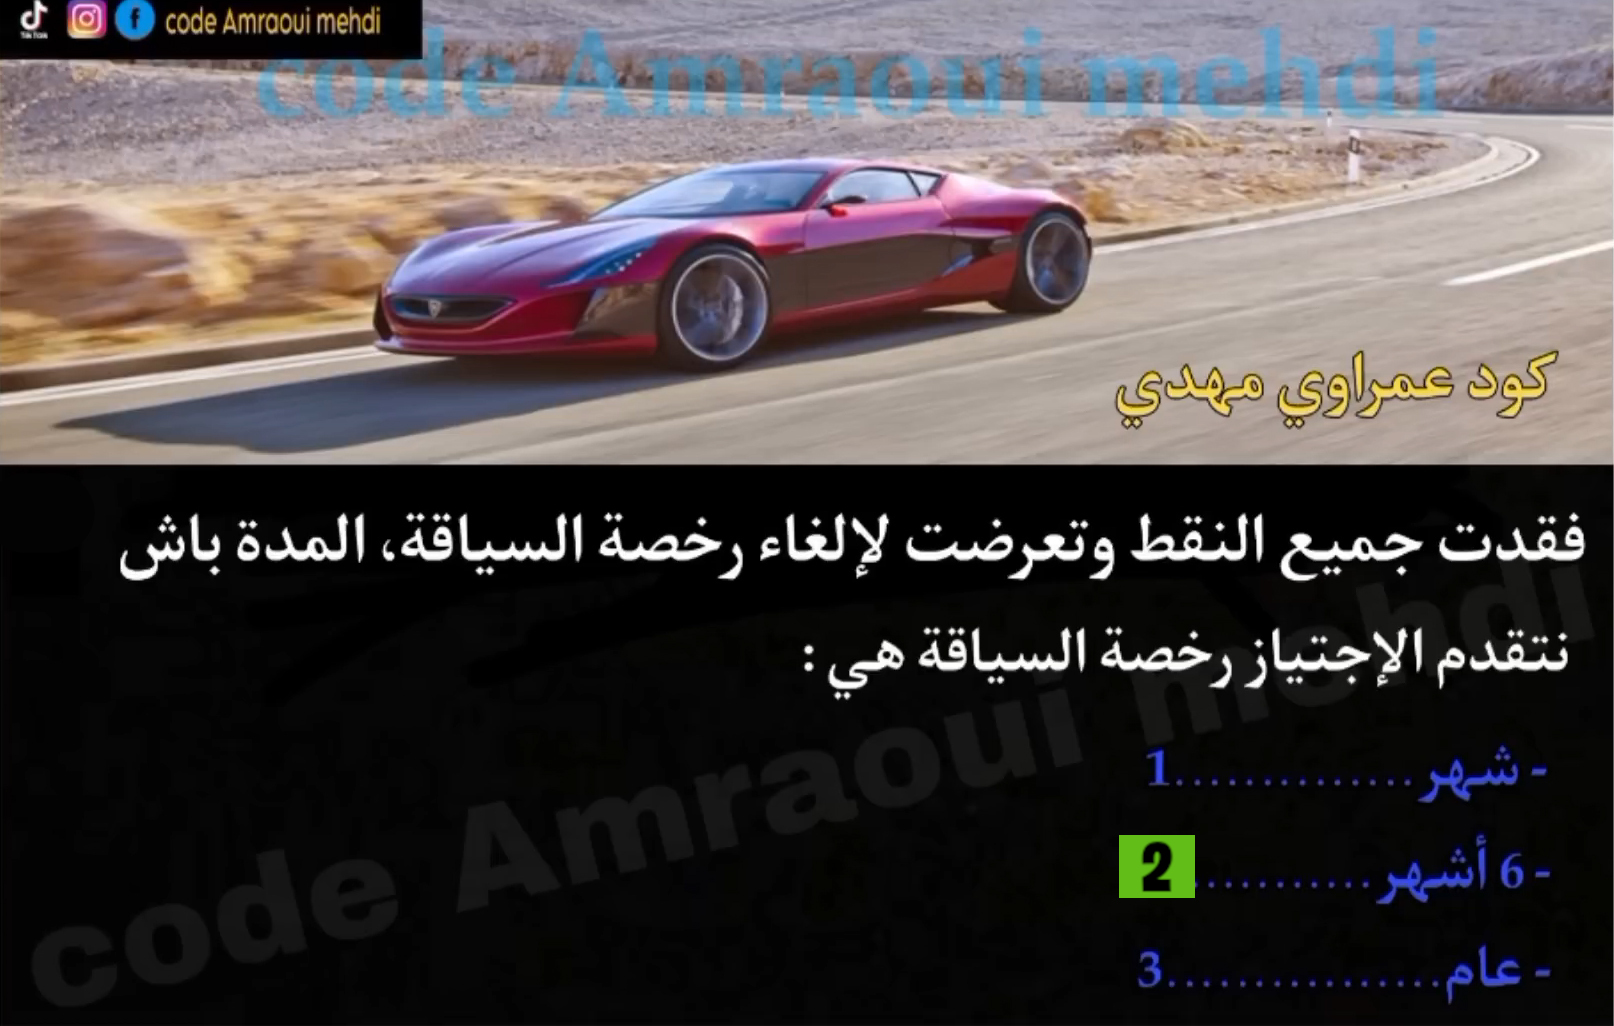 code Amraoui mehdi
code Amraoui mehdi
كود عمراوي مهدي
فقدت جميع النقط وتعرضت لإلغاء رخصة السياقة، المدة باش
نتقدم الإجتياز رخصة السياقة هي :
- شهر ..............1
- 6 أشهر ...........2
- عام................3
code Amraoui mehdi